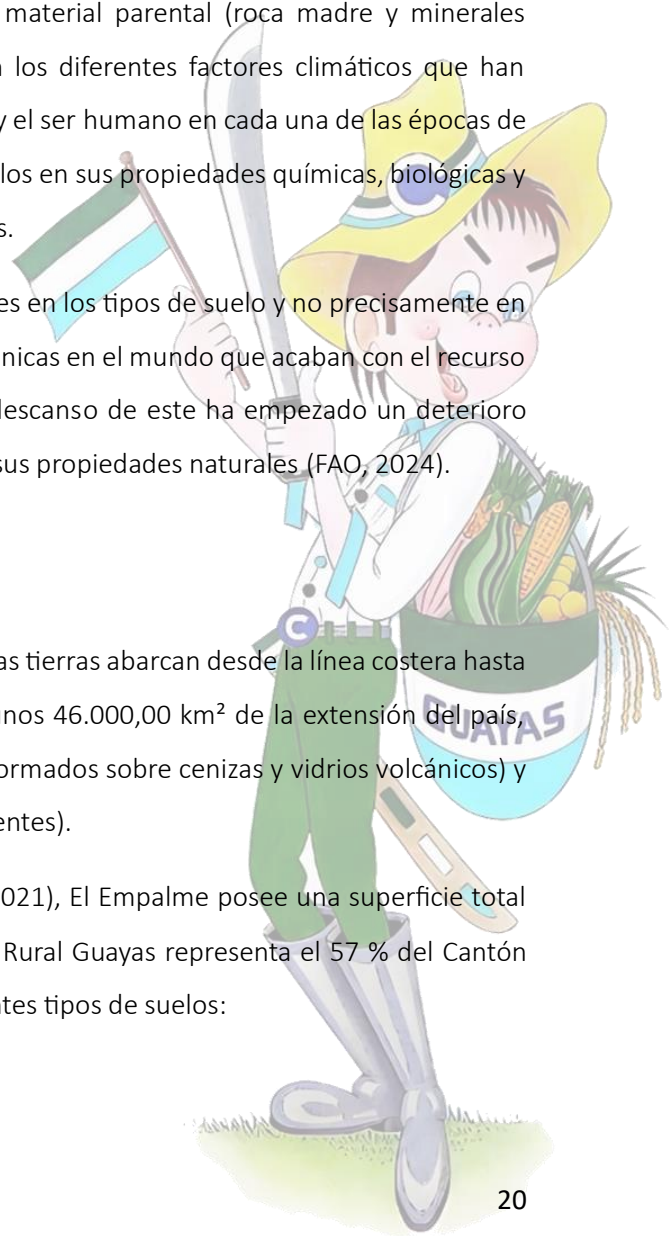 material parental (roca madre y minerales
los diferentes factores climáticos que han
y el ser humano en cada una de las épocas de
los en sus propiedades químicas, biológicas y
s.
es en los tipos de suelo y no precisamente en
nicas en el mundo que acaban con el recurso
descanso de este ha empezado un deterioro
sus propiedades naturales (FAO, 2024).
as tierras abarcan desde la línea costera hasta
nos 46.000,00 km² de la extensión del país,
ormados sobre cenizas y vidrios volcánicos) y
entes).
021), El Empalme posee una superficie total
Rural Guayas representa el 57 % del Cantón
ntes tipos de suelos:
C
C
GUAYAS
20